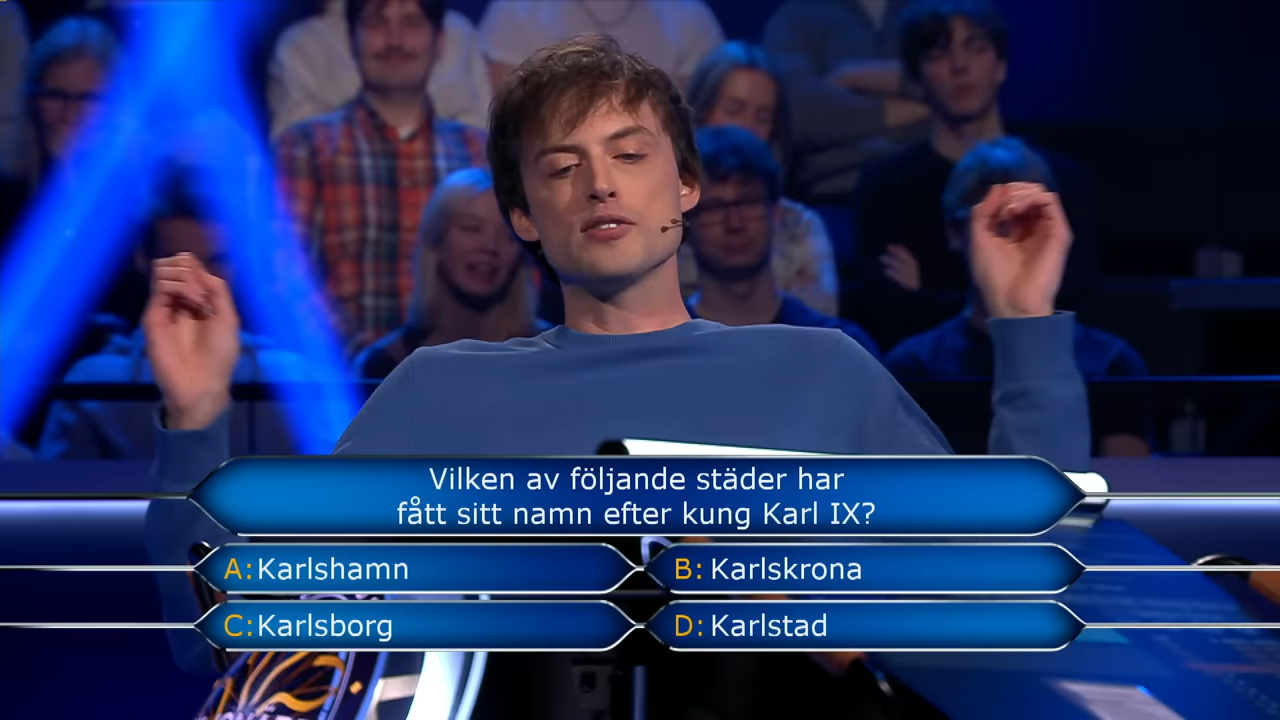 Vilken av följande städer har
fått sitt namn efter kung Karl IX?
A: Karlshamn
B: Karlskrona
C: Karlsborg
D: Karlstad